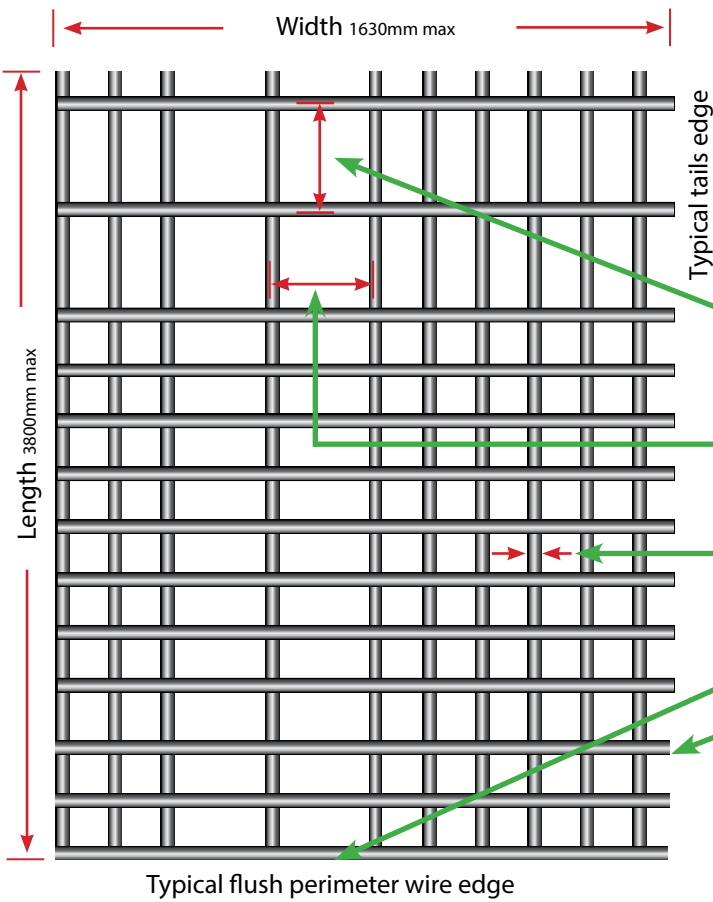 Width 1630mm max
Typical tails edge
Length 3800mm max
Typical flush perimeter wire edge